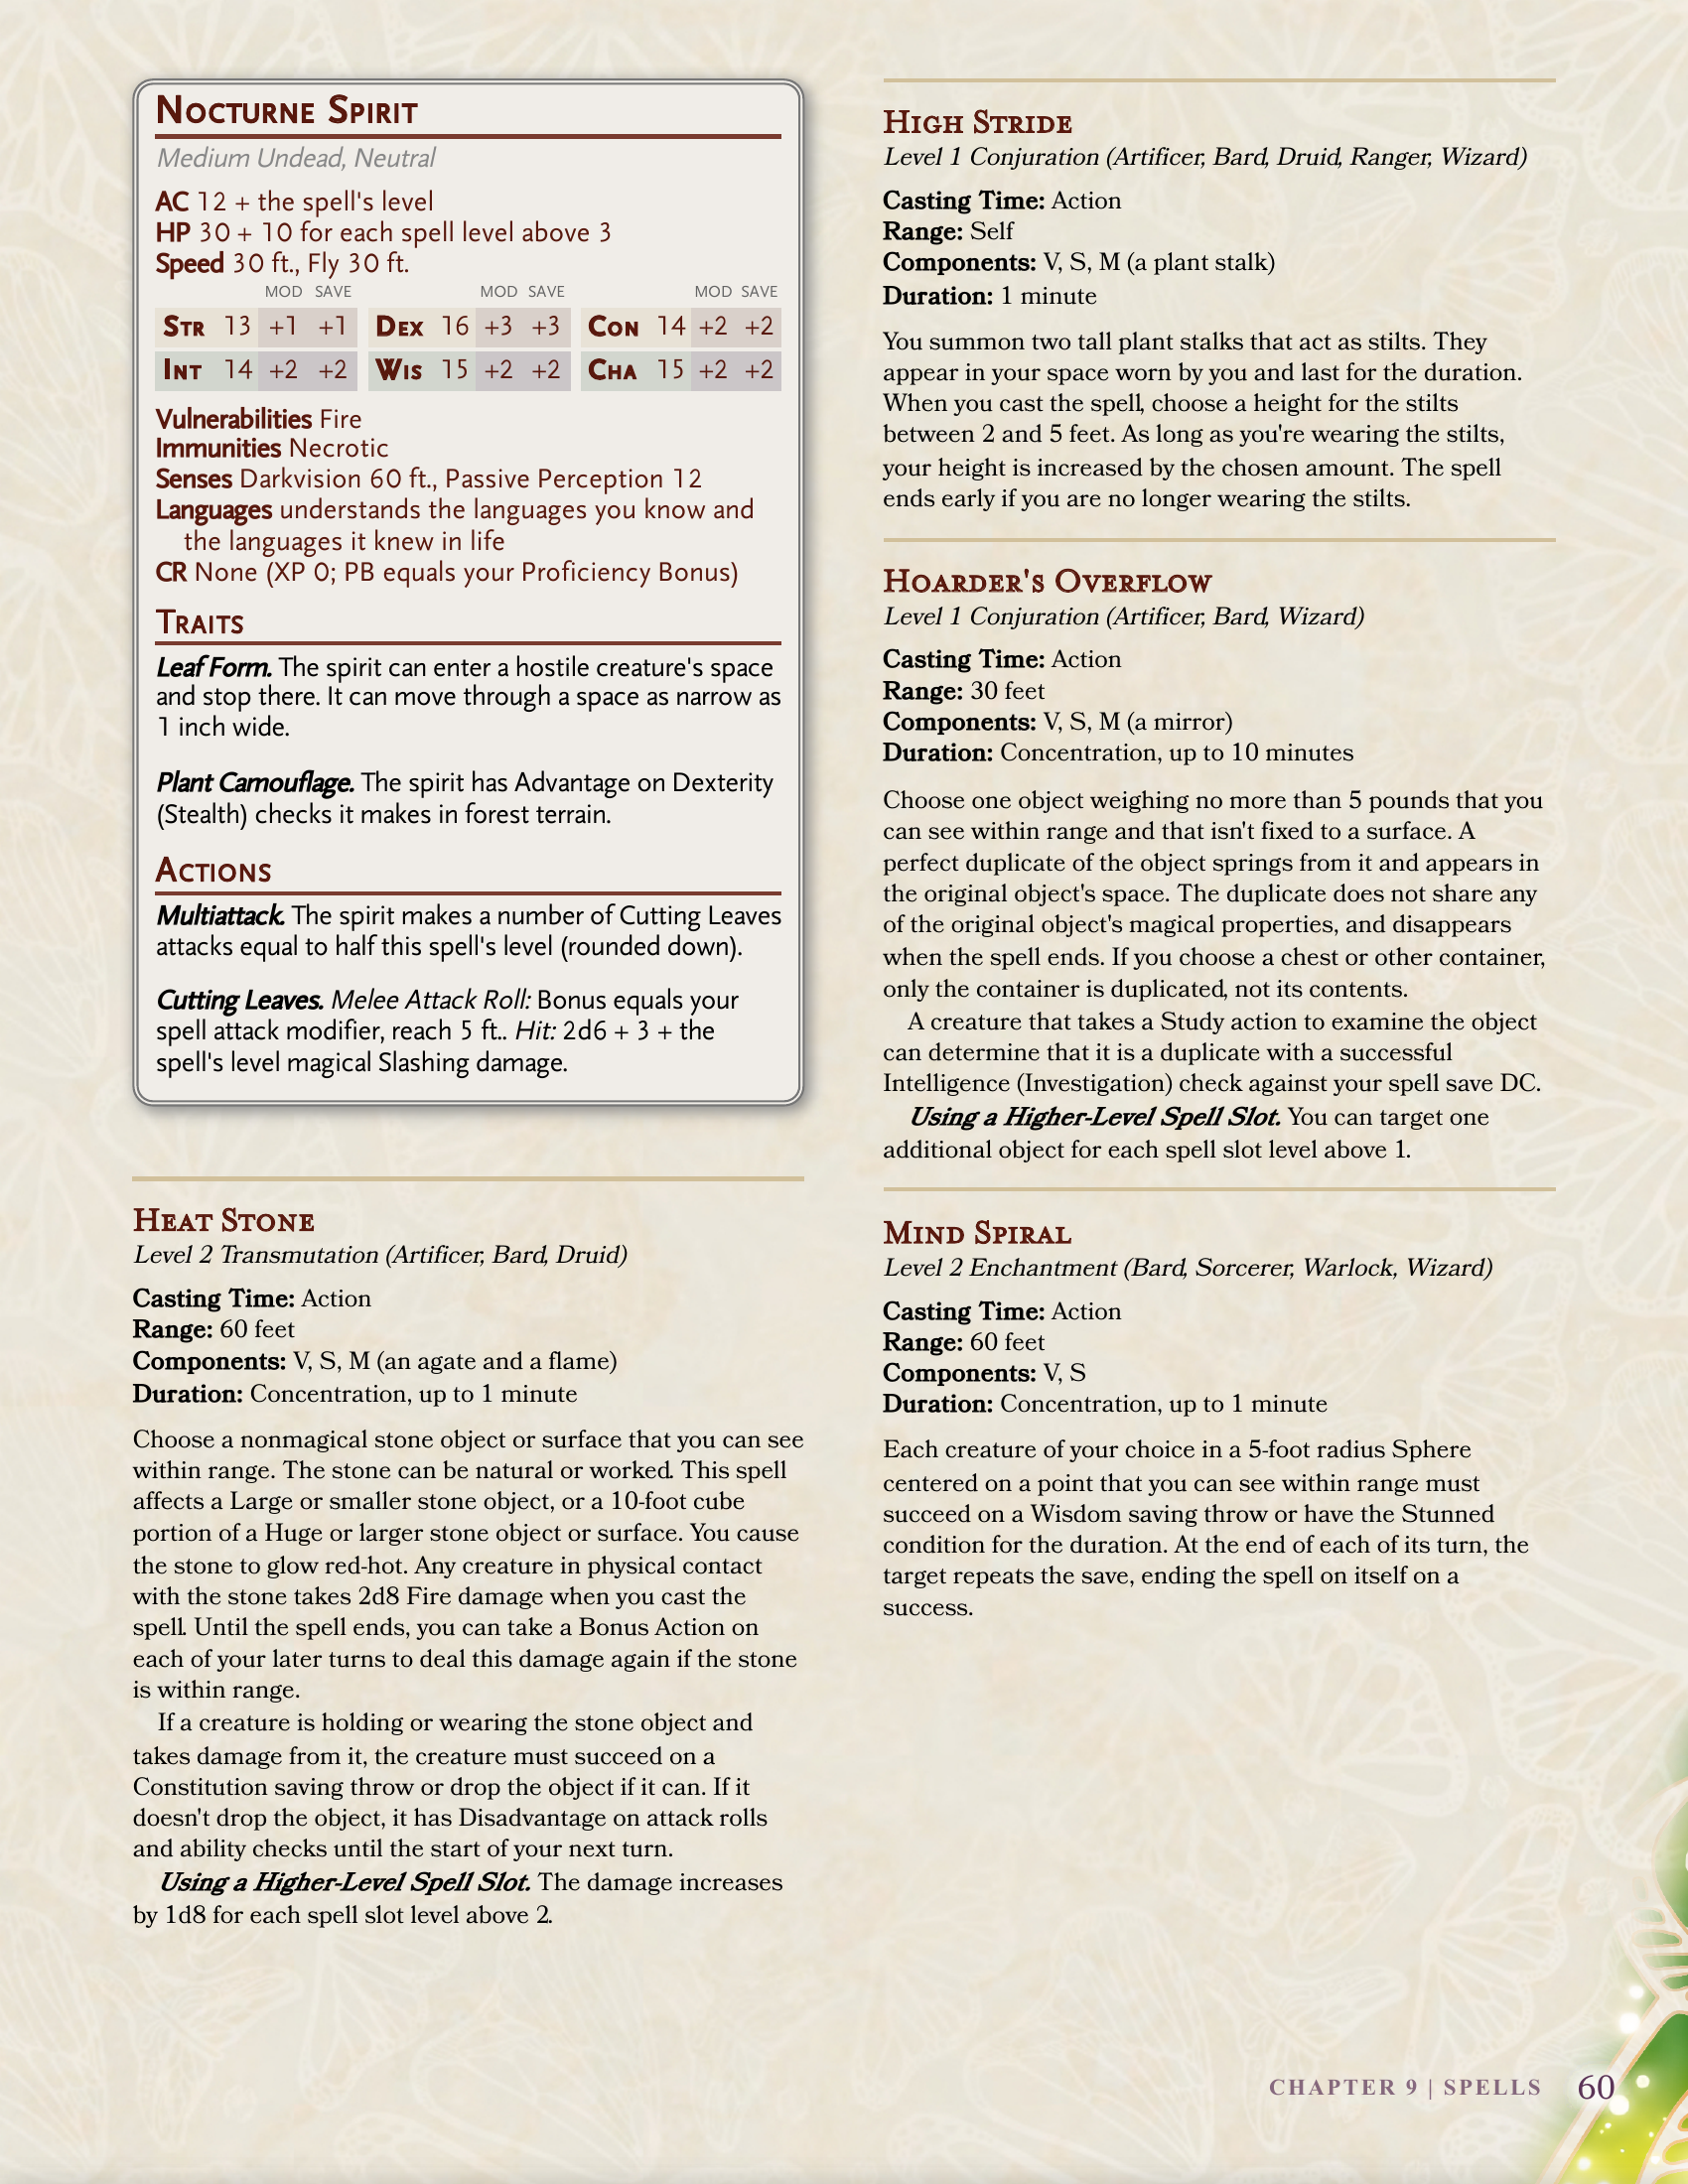 Nocturne Spirit
Medium Undead, Neutral
AC 12 + the spell's level
HP 30 + 10 for each spell level above 3
Speed 30 ft., Fly 30 ft.
MOD SAVE MOD SAVE MOD SAVE
Str 13 +1 +1 Dex 16 +3 +3 Con 14 +2 +2
Int 14 +2 +2 Wis 15 +2 +2 Cha 15 +2 +2
Vulnerabilities Fire
Immunities Necrotic
Senses Darkvision 60 ft., Passive Perception 12
Languages understands the languages you know and
the languages it knew in life
CR None (XP 0; PB equals your Proficiency Bonus)
Traits
Leaf Form. The spirit can enter a hostile creature's space
and stop there. It can move through a space as narrow as
1 inch wide.
Plant Camouflage. The spirit has Advantage on Dexterity
(Stealth) checks it makes in forest terrain.
Actions
Multiattack. The spirit makes a number of Cutting Leaves
attacks equal to half this spell's level (rounded down).
Cutting Leaves. Melee Attack Roll: Bonus equals your
spell attack modifier, reach 5 ft.. Hit: 2d6 + 3 + the
spell's level magical Slashing damage.
Heat Stone
Level 2 Transmutation (Artificer, Bard, Druid)
Casting Time: Action
Range: 60 feet
Components: V, S, M (an agate and a flame)
Duration: Concentration, up to 1 minute
Choose a nonmagical stone object or surface that you can see
within range. The stone can be natural or worked. This spell
affects a Large or smaller stone object, or a 10-foot cube
portion of a Huge or larger stone object or surface. You cause
the stone to glow red-hot. Any creature in physical contact
with the stone takes 2d8 Fire damage when you cast the
spell. Until the spell ends, you can take a Bonus Action on
each of your later turns to deal this damage again if the stone
is within range.
If a creature is holding or wearing the stone object and
takes damage from it, the creature must succeed on a
Constitution saving throw or drop the object if it can. If it
doesn't drop the object, it has Disadvantage on attack rolls
and ability checks until the start of your next turn.
Using a Higher-Level Spell Slot. The damage increases
by 1d8 for each spell slot level above 2.
High Stride
Level 1 Conjuration (Artificer, Bard, Druid, Ranger, Wizard)
Casting Time: Action
Range: Self
Components: V, S, M (a plant stalk)
Duration: 1 minute
You summon two tall plant stalks that act as stilts. They
appear in your space worn by you and last for the duration.
When you cast the spell, choose a height for the stilts
between 2 and 5 feet. As long as you're wearing the stilts,
your height is increased by the chosen amount. The spell
ends early if you are no longer wearing the stilts.
Hoarder's Overflow
Level 1 Conjuration (Artificer, Bard, Wizard)
Casting Time: Action
Range: 30 feet
Components: V, S, M (a mirror)
Duration: Concentration, up to 10 minutes
Choose one object weighing no more than 5 pounds that you
can see within range and that isn't fixed to a surface. A
perfect duplicate of the object springs from it and appears in
the original object's space. The duplicate does not share any
of the original object's magical properties, and disappears
when the spell ends. If you choose a chest or other container,
only the container is duplicated, not its contents.
A creature that takes a Study action to examine the object
can determine that it is a duplicate with a successful
Intelligence (Investigation) check against your spell save DC.
Using a Higher-Level Spell Slot. You can target one
additional object for each spell slot level above 1.
Mind Spiral
Level 2 Enchantment (Bard, Sorcerer, Warlock, Wizard)
Casting Time: Action
Range: 60 feet
Components: V, S
Duration: Concentration, up to 1 minute
Each creature of your choice in a 5-foot radius Sphere
centered on a point that you can see within range must
succeed on a Wisdom saving throw or have the Stunned
condition for the duration. At the end of each of its turn, the
target repeats the save, ending the spell on itself on a
success.
CHAPTER 9 | SPELLS 60